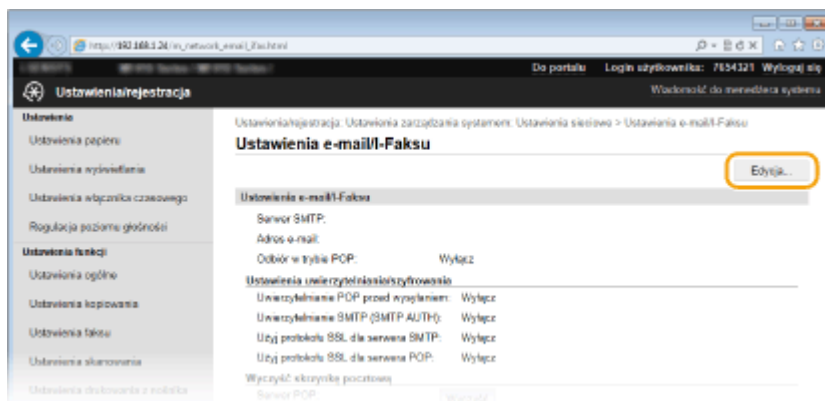 http://192.168.1.24/m_network_email_ifax.html
Do portalu Login użytkownika: 7654321 Wyloguj się
Ustawienia/rejestracja
Wiadomość do menedżera systemu
Ustawienia
Ustawienia papieru
Ustawienia wyświetlania
Ustawienia włącznika czasowego
Regulacja poziomu głośności
Ustawienia funkcji
Ustawienia ogólne
Ustawienia kopiowania
Ustawienia faksu
Ustawienia skanowania
Ustawienia drukowania z nośnika
Ustawienia/rejestracja: Ustawienia zarządzania systemem: Ustawienia sieciowe > Ustawienia e-mail/I-Faksu
Ustawienia e-mail/I-Faksu
Edycja...
Ustawienia e-mail/I-Faksu
Serwer SMTP:
Adres e-mail:
Odbiór w trybie POP: Wyłącz
Ustawienia uwierzytelniania/szyfrowania
Uwierzytelnianie POP przed wysyłaniem: Wyłącz
Uwierzytelnianie SMTP (SMTP AUTH): Wyłącz
Użyj protokołu SSL dla serwera SMTP: Wyłącz
Użyj protokołu SSL dla serwera POP: Wyłącz
Wyczyść skrzynkę pocztową
Serwer POP: